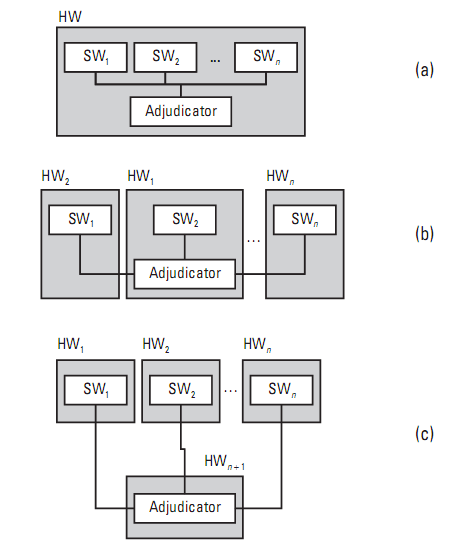 HW
SW₁ SW₂ ... SWₙ
(a)
Adjudicator
HW₂ HW₁ HWₙ
SW₁ SW₂ ... SWₙ
(b)
Adjudicator
HW₁ HW₂ HWₙ
SW₁ SW₂ ... SWₙ
(c)
HWₙ₊₁
Adjudicator